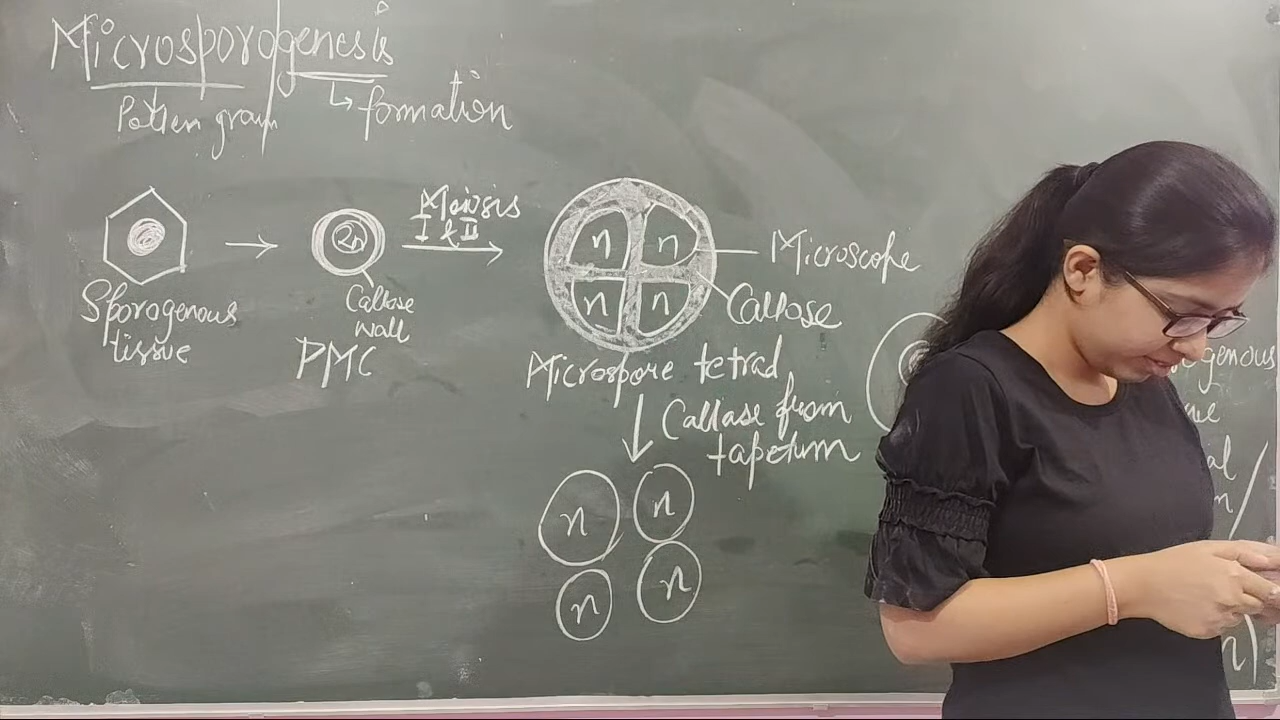 Microsporogenesis
Pollen grain
formation
Meiosis
I & II
2n
n n
n n
Microscope
Callose
Callose
wall
Sporogenous
tissue
PMC
Microspore tetrad
Callase from
tapetum
n n
n n
genous